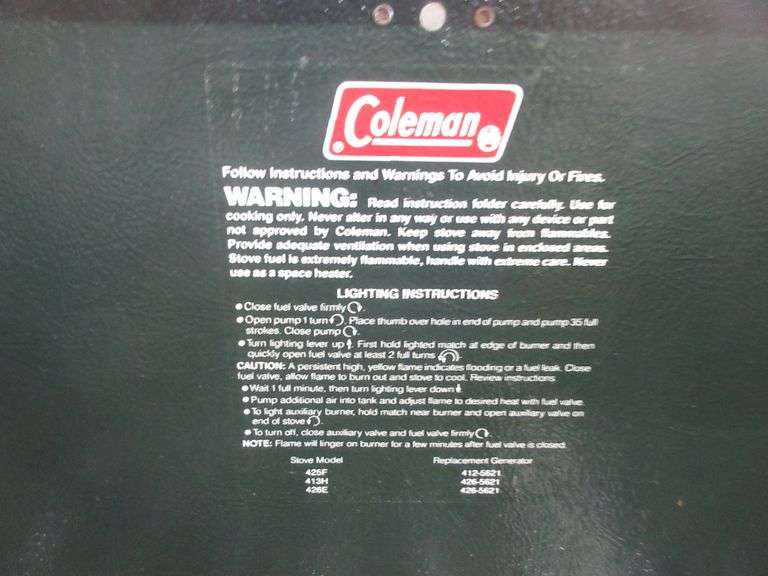 Coleman
Follow Instructions and Warnings To Avoid Injury Or Fires.
WARNING: Read instruction folder carefully. Use for
cooking only. Never alter in any way or use with any device or part
not approved by Coleman. Keep stove away from flammables.
Provide adequate ventilation when using stove in enclosed areas.
Stove fuel is extremely flammable, handle with extreme care. Never
use as a space heater.
LIGHTING INSTRUCTIONS
• Close fuel valve firmly
• Open pump 1 turn . Place thumb over hole in end of pump and pump 35 full
strokes. Close pump .
• Turn lighting lever up . First hold lighted match at edge of burner and then
quickly open fuel valve at least 2 full turns
CAUTION: A persistent high, yellow flame indicates flooding or a fuel leak. Close
fuel valve, allow flame to burn out and stove to cool. Review instructions
• Wait 1 full minute, then turn lighting lever down
• Pump additional air into tank and adjust flame to desired heat with fuel valve.
• To light auxiliary burner, hold match near burner and open auxiliary valve on
end of stove .
• To turn off, close auxiliary valve and fuel valve firmly .
NOTE: Flame will linger on burner for a few minutes after fuel valve is closed.
Stove Model Replacement Generator
425F 412-5621
413H 426-5621
426E 426-5621